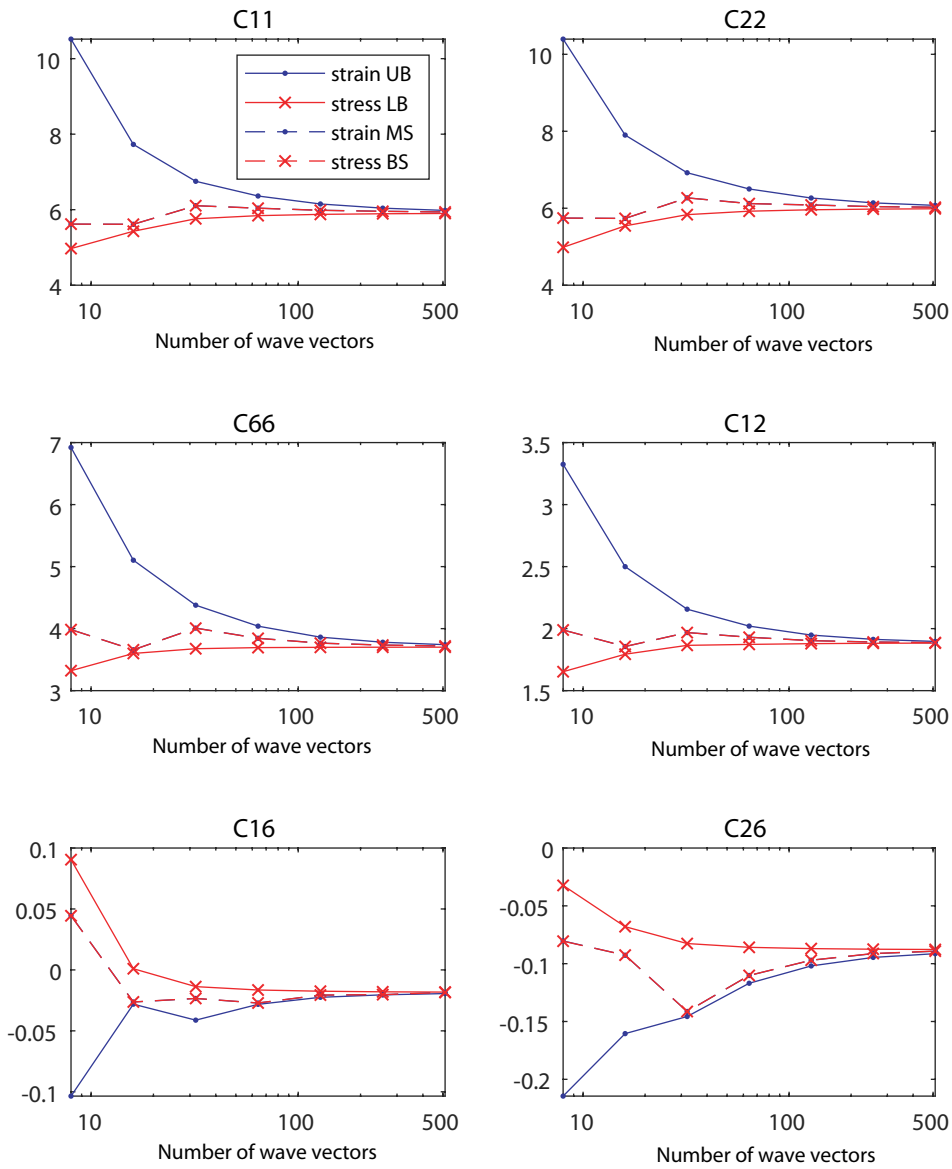 C11
10
8
6
4
10
100
500
Number of wave vectors
strain UB
stress LB
strain MS
stress BS
C22
10
8
6
4
10
100
500
Number of wave vectors
C66
7
6
5
4
3
10
100
500
Number of wave vectors
C12
3.5
3
2.5
2
1.5
10
100
500
Number of wave vectors
C16
0.1
0.05
0
-0.05
-0.1
10
100
500
Number of wave vectors
C26
0
-0.05
-0.1
-0.15
-0.2
10
100
500
Number of wave vectors